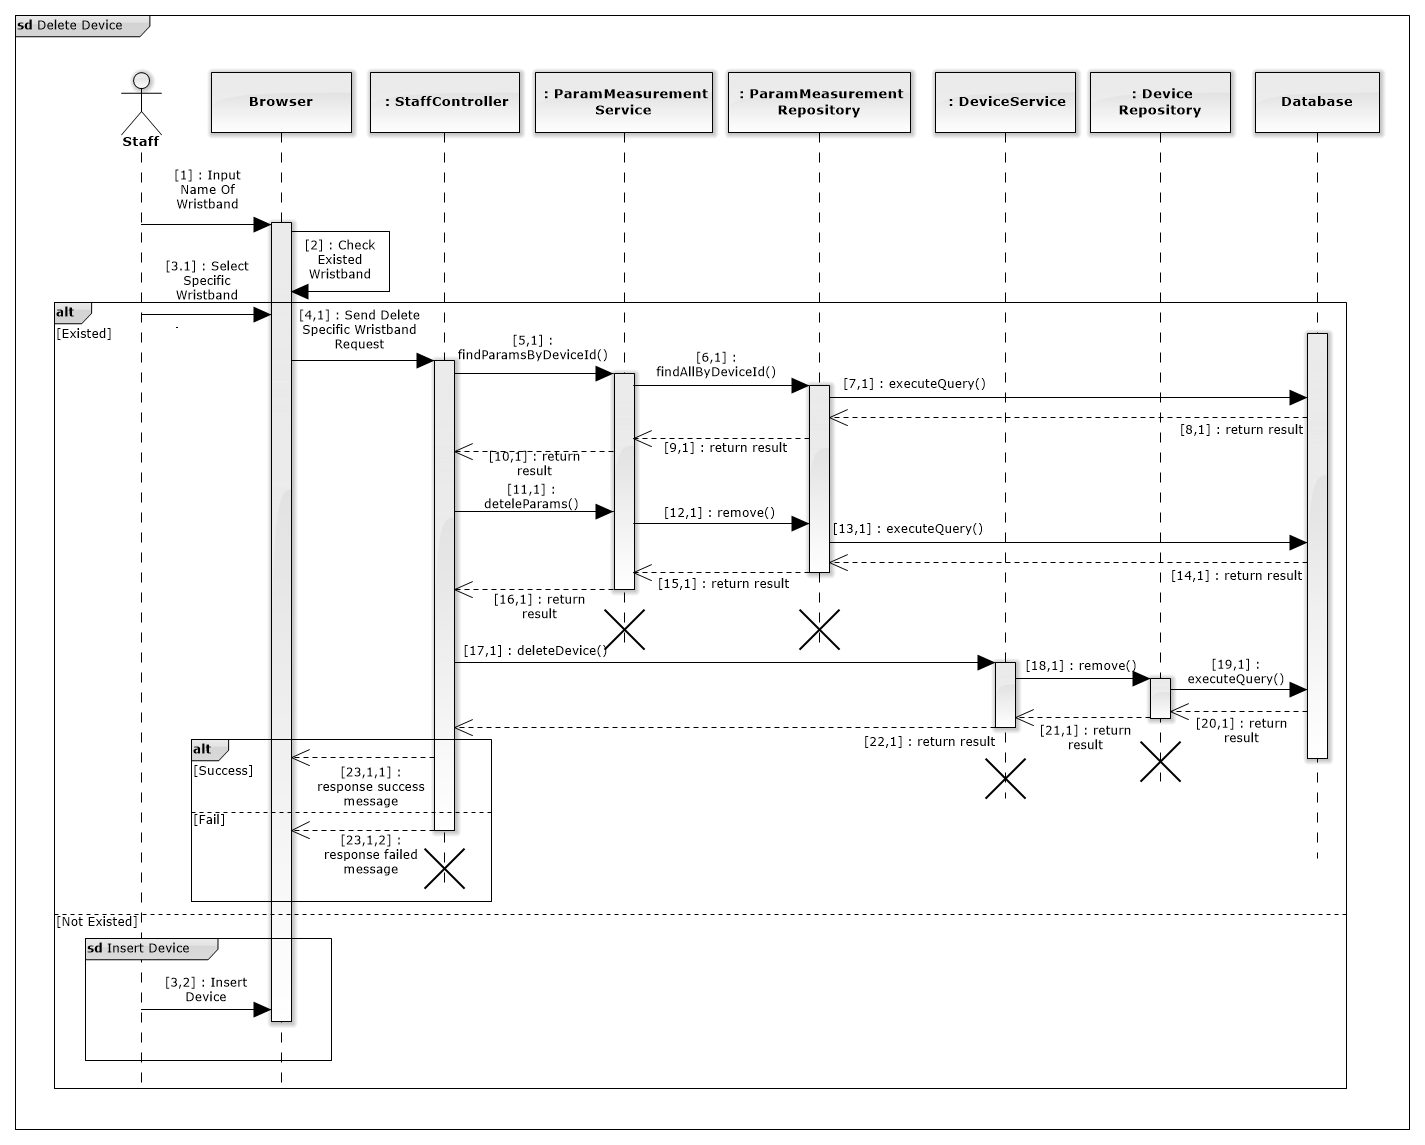 sd Delete Device
Staff
Browser
: StaffController
: ParamMeasurement
Service
: ParamMeasurement
Repository
: DeviceService
: Device
Repository
Database
[1] : Input
Name Of
Wristband
[2] : Check
Existed
Wristband
[3.1] : Select
Specific
Wristband
alt
[Existed]
[4,1] : Send Delete
Specific Wristband
Request
[5,1] :
findParamsByDeviceId()
[6,1] :
findAllByDeviceId()
[7,1] : executeQuery()
[8,1] : return result
[9,1] : return result
[10,1] : return
result
[11,1] :
deteleParams()
[12,1] : remove()
[13,1] : executeQuery()
[14,1] : return result
[15,1] : return result
[16,1] : return
result
[17,1] : deleteDevice()
[18,1] : remove()
[19,1] :
executeQuery()
[20,1] : return
result
[21,1] : return
result
[22,1] : return result
alt
[Success]
[23,1,1] :
response success
message
[Fail]
[23,1,2] :
response failed
message
[Not Existed]
sd Insert Device
[3,2] : Insert
Device